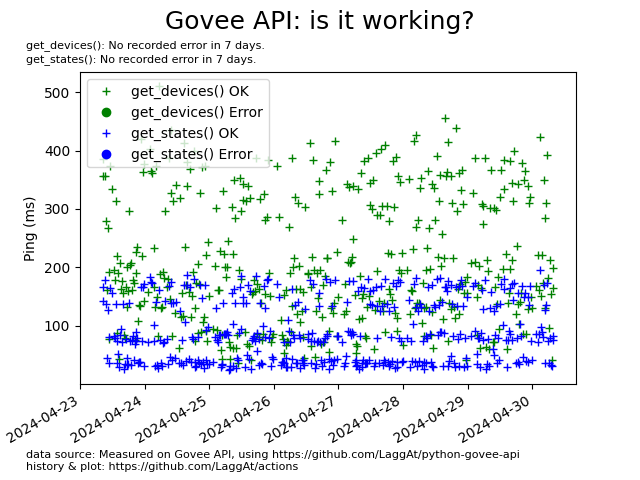 Govee API: is it working?
get_devices(): No recorded error in 7 days.
get_states(): No recorded error in 7 days.
get_devices() OK
get_devices() Error
get_states() OK
get_states() Error
Ping (ms)
500
400
300
200
100
2024-04-23
2024-04-24
2024-04-25
2024-04-26
2024-04-27
2024-04-28
2024-04-29
2024-04-30
data source: Measured on Govee API, using https://github.com/LaggAt/python-govee-api
history & plot: https://github.com/LaggAt/actions